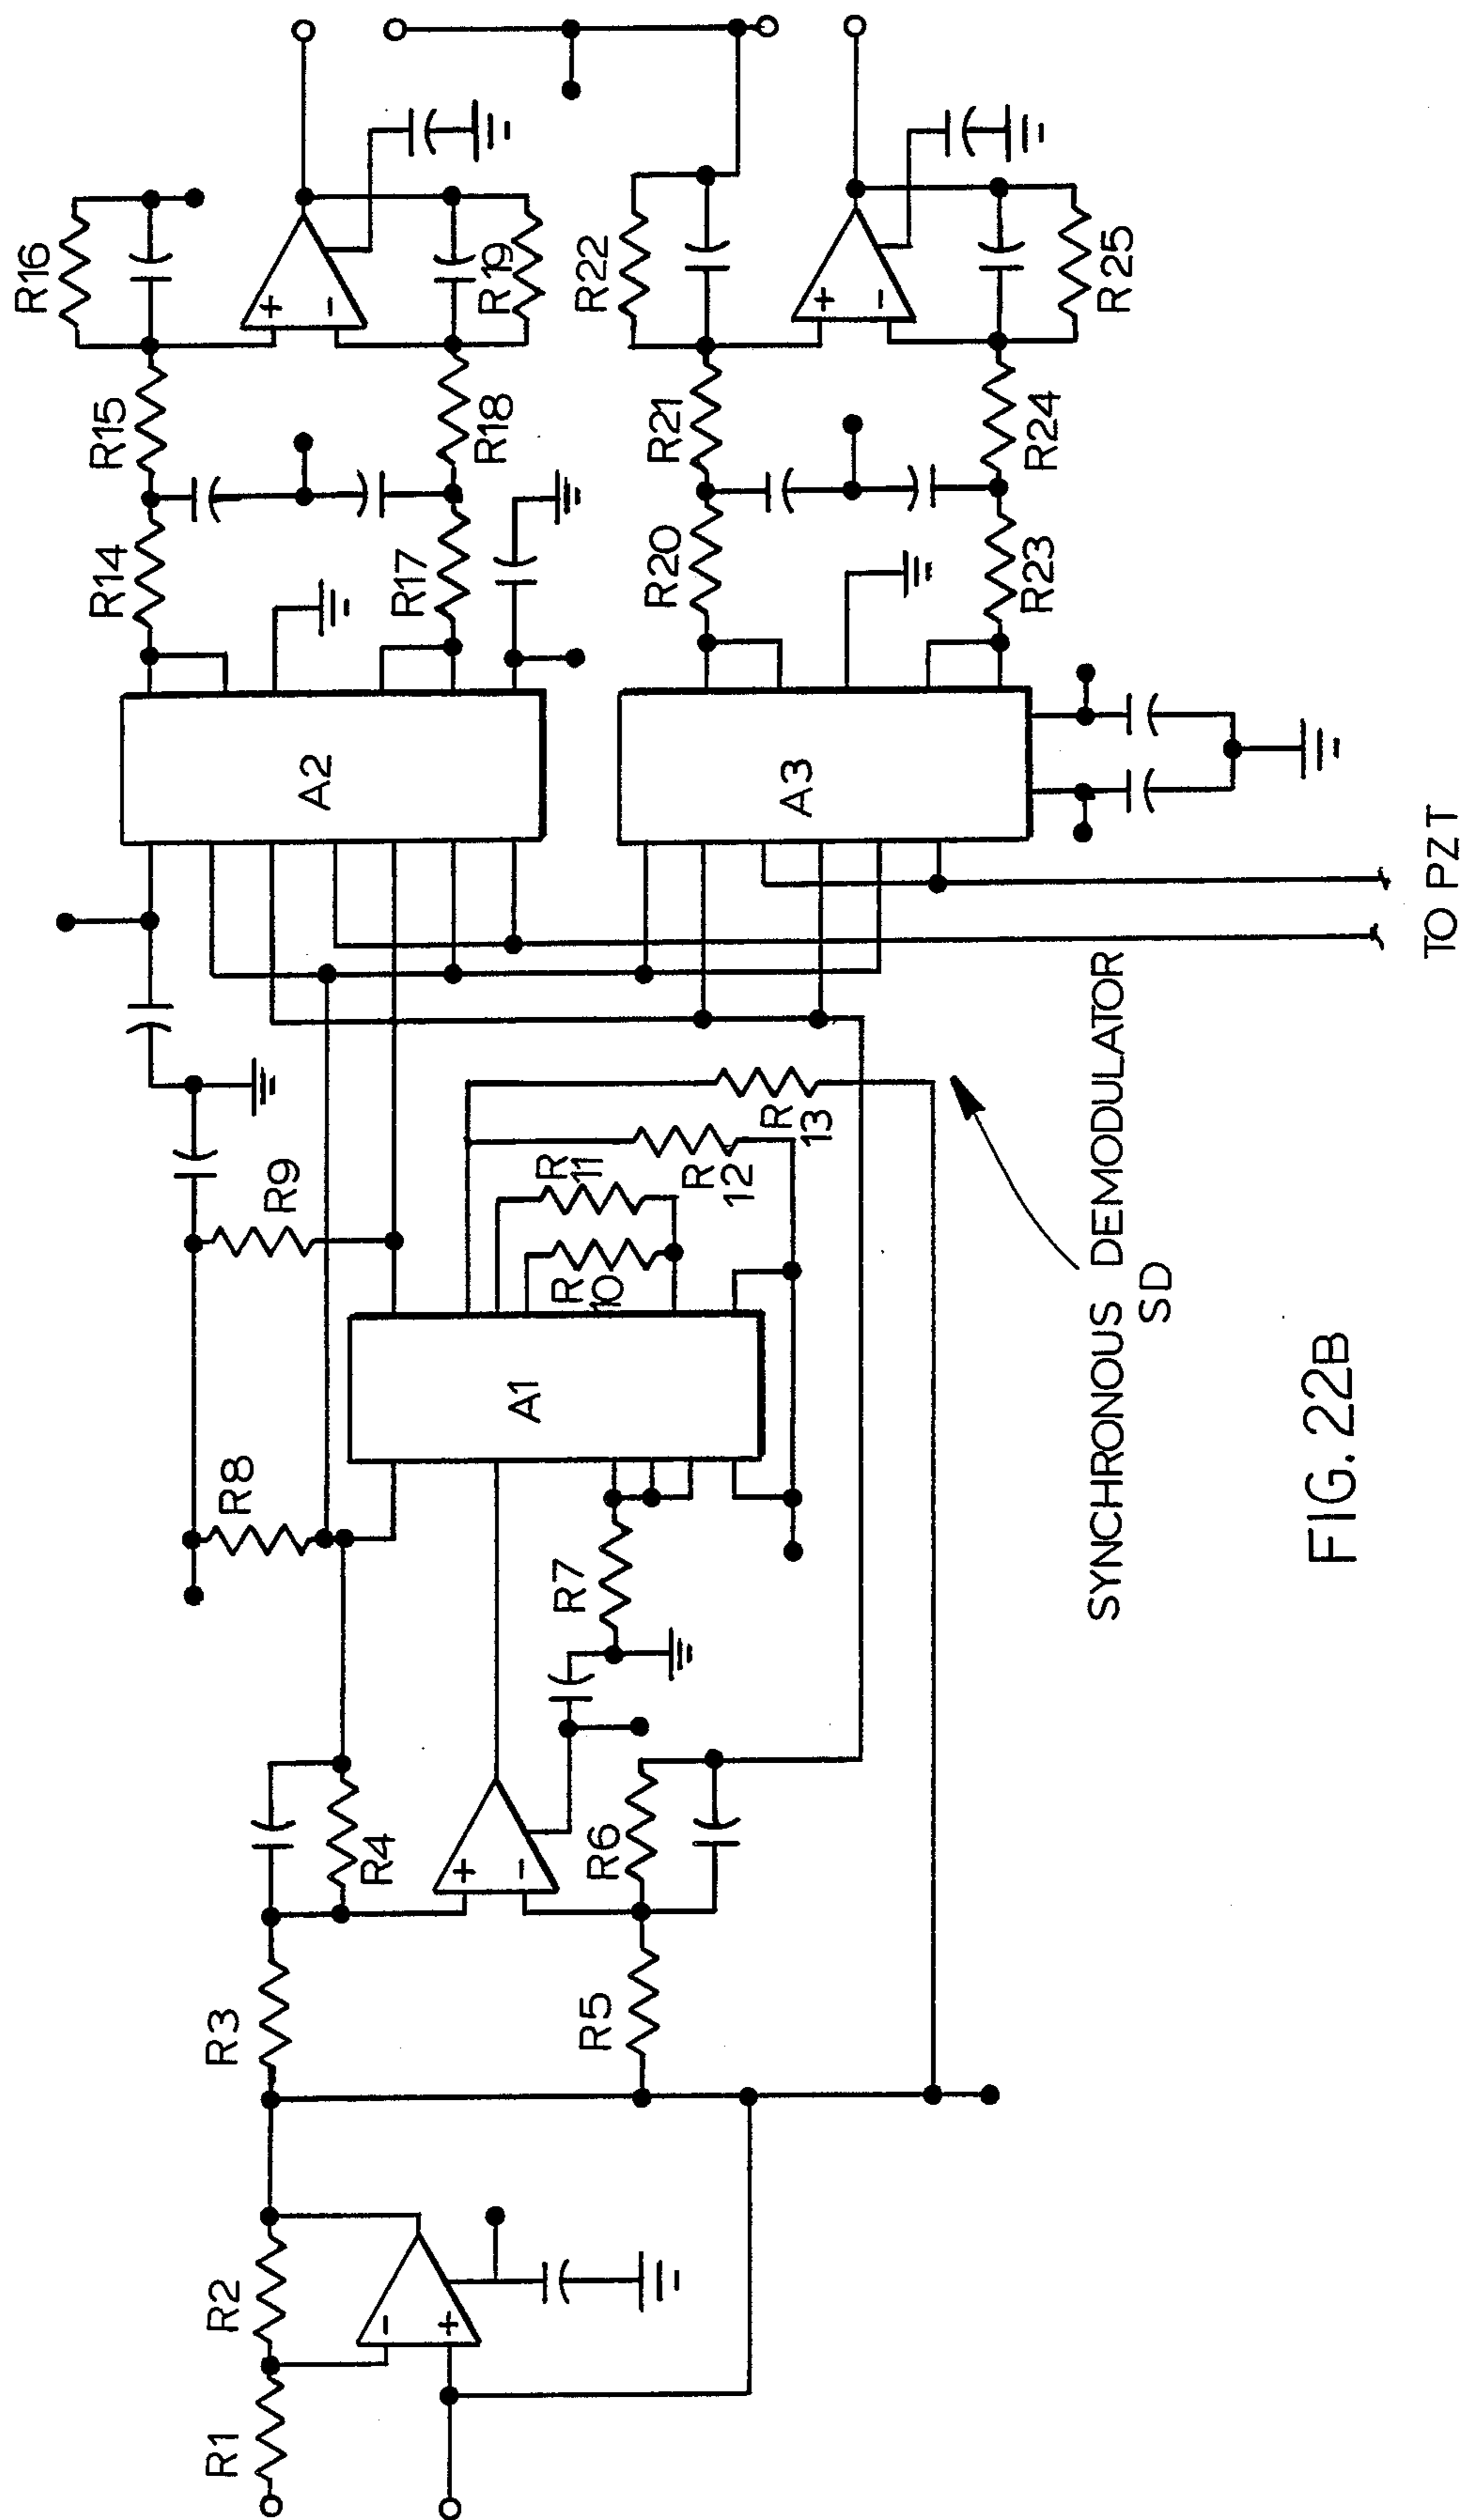 R1
R2
R3
R4
R5
R6
R7
R8
R9
R
10
R
11
R
12
R
13
R14
R15
R16
R17
R18
R19
R20
R21
R22
R23
R24
R25
A1
A2
A3
-
+
+
-
+
-
+
-
TO PZT
SYNCHRONOUS DEMODULATOR
SD
FIG. 22B